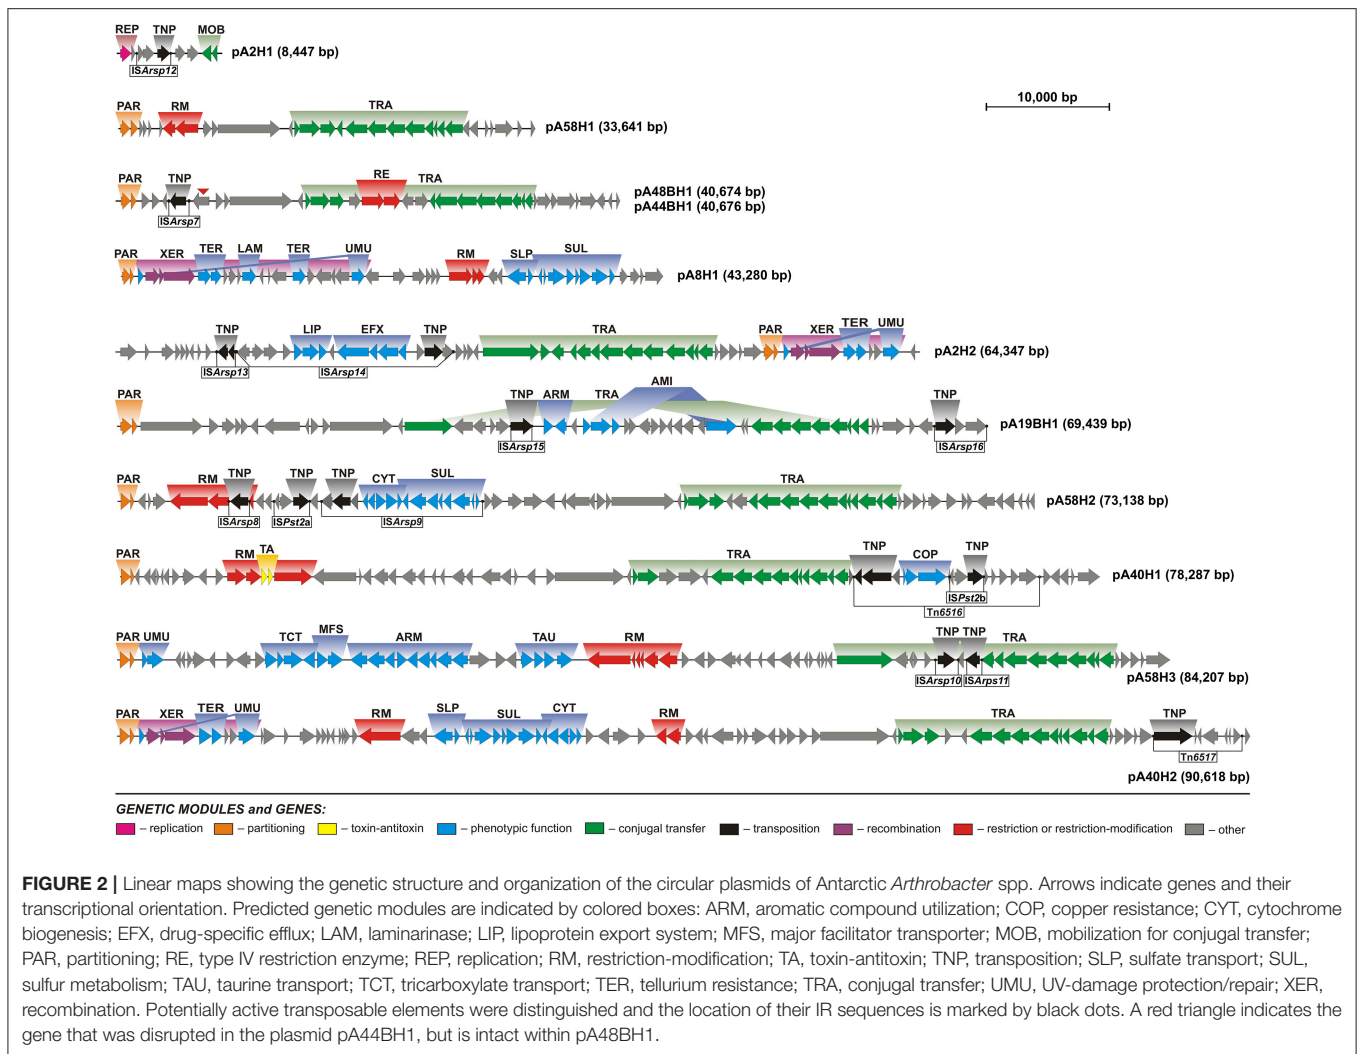 REP TNP MOB
pA2H1 (8,447 bp)
ISArsp12
10,000 bp
PAR RM TRA
pA58H1 (33,641 bp)
PAR TNP RE TRA
pA48BH1 (40,674 bp)
pA44BH1 (40,676 bp)
ISArsp7
PAR XER TER LAM TER UMU RM SLP SUL
pA8H1 (43,280 bp)
TNP LIP EFX TNP TRA PAR XER TER UMU
pA2H2 (64,347 bp)
ISArsp13 ISArsp14
PAR TNP ARM TRA AMI TNP
pA19BH1 (69,439 bp)
ISArsp15 ISArsp16
PAR RM TNP TNP TNP CYT SUL TRA
pA58H2 (73,138 bp)
ISArsp8 ISPst2a ISArsp9
PAR RM TA TRA TNP COP TNP
pA40H1 (78,287 bp)
ISPst2b
Tn6516
PAR UMU TCT MFS ARM TAU RM TNP TNP TRA
ISArsp10 ISArps11
pA58H3 (84,207 bp)
PAR XER TER UMU RM SLP SUL CYT RM TRA TNP
Tn6517
pA40H2 (90,618 bp)
GENETIC MODULES and GENES:
– replication – partitioning – toxin-antitoxin – phenotypic function – conjugal transfer – transposition – recombination – restriction or restriction-modification – other
FIGURE 2 | Linear maps showing the genetic structure and organization of the circular plasmids of Antarctic Arthrobacter spp. Arrows indicate genes and their
transcriptional orientation. Predicted genetic modules are indicated by colored boxes: ARM, aromatic compound utilization; COP, copper resistance; CYT, cytochrome
biogenesis; EFX, drug-specific efflux; LAM, laminarinase; LIP, lipoprotein export system; MFS, major facilitator transporter; MOB, mobilization for conjugal transfer;
PAR, partitioning; RE, type IV restriction enzyme; REP, replication; RM, restriction-modification; TA, toxin-antitoxin; TNP, transposition; SLP, sulfate transport; SUL,
sulfur metabolism; TAU, taurine transport; TCT, tricarboxylate transport; TER, tellurium resistance; TRA, conjugal transfer; UMU, UV-damage protection/repair; XER,
recombination. Potentially active transposable elements were distinguished and the location of their IR sequences is marked by black dots. A red triangle indicates the
gene that was disrupted in the plasmid pA44BH1, but is intact within pA48BH1.